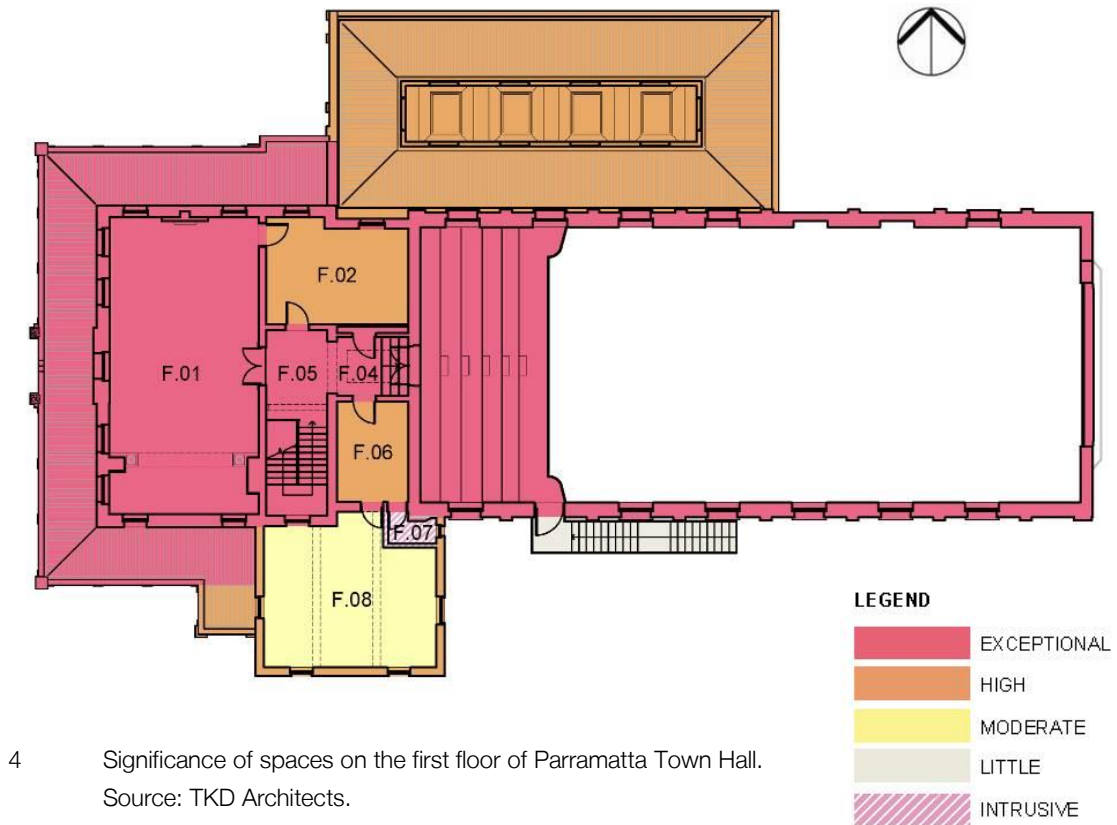 F.02
F.01
F.05
F.04
F.06
F.07
F.08
LEGEND
EXCEPTIONAL
HIGH
MODERATE
LITTLE
INTRUSIVE
4 Significance of spaces on the first floor of Parramatta Town Hall.
Source: TKD Architects.